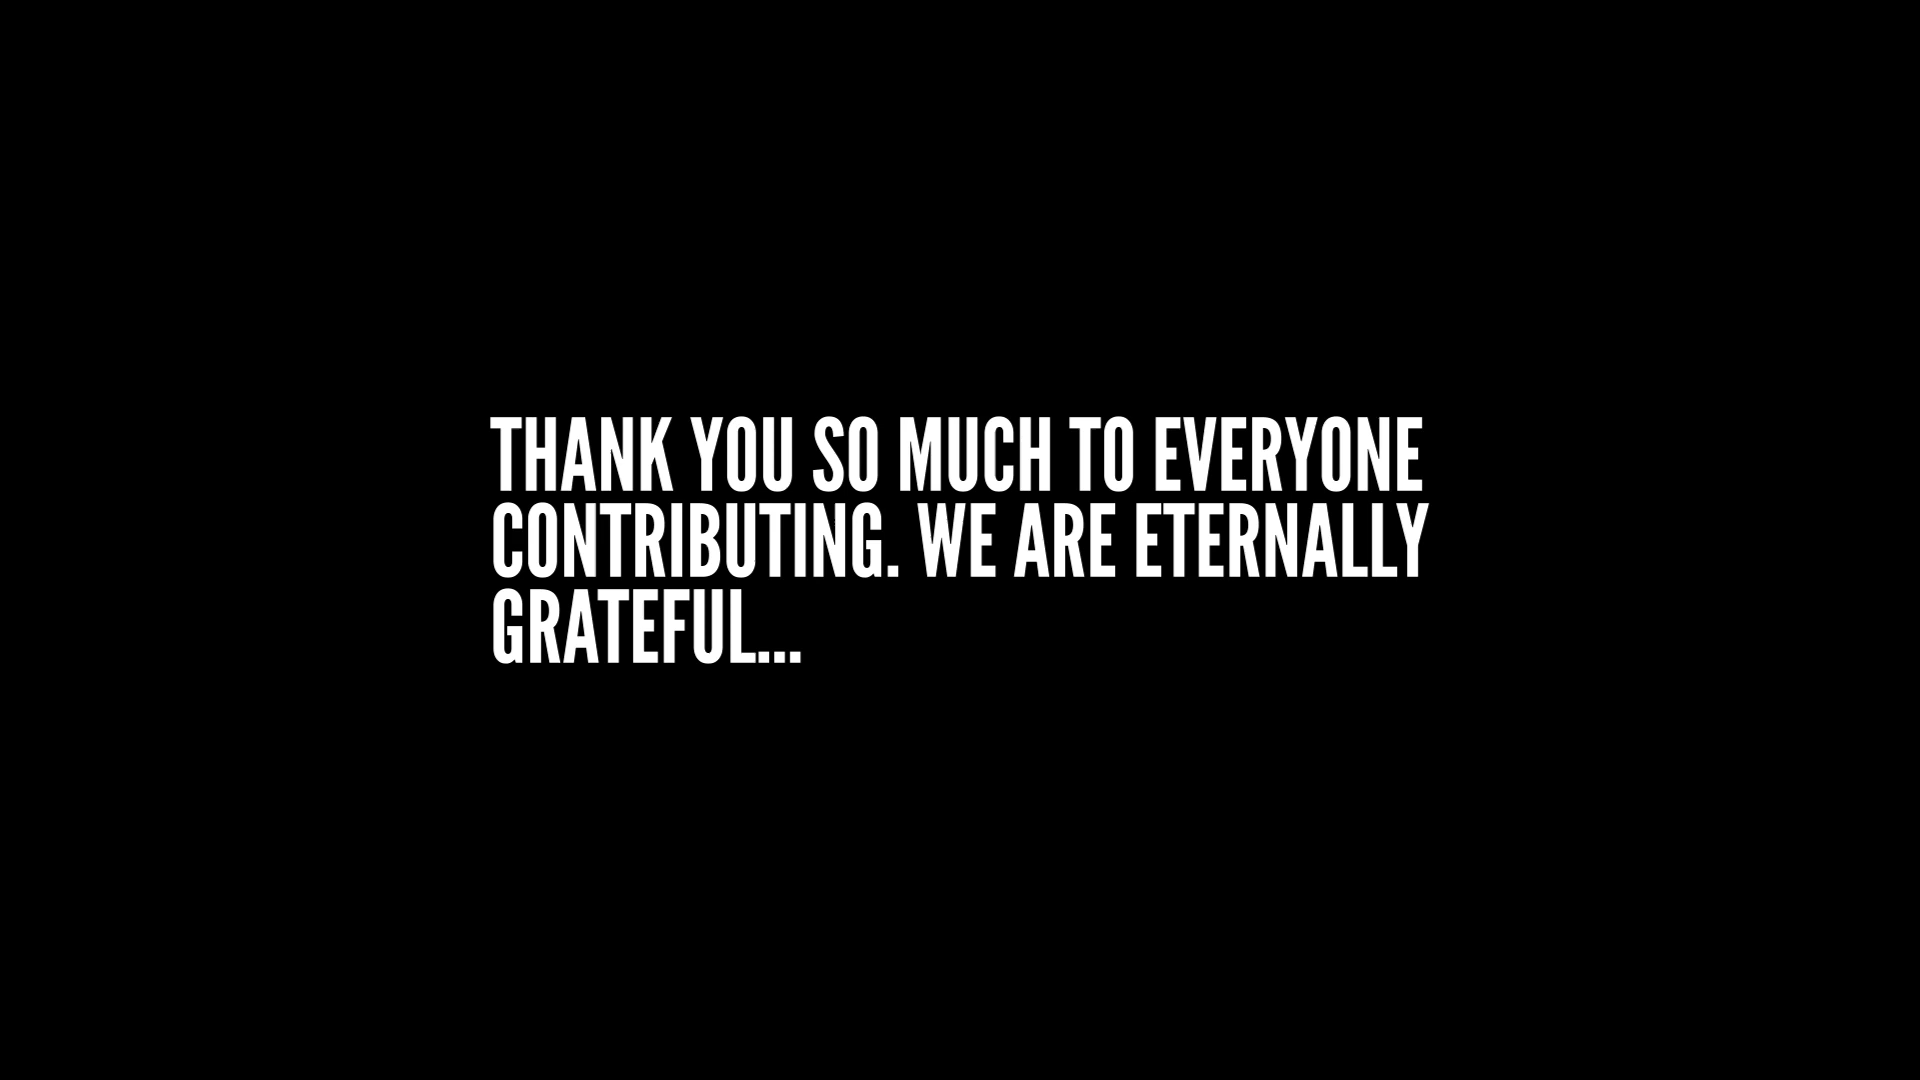 THANK YOU SO MUCH TO EVERYONE
CONTRIBUTING. WE ARE ETERNALLY
GRATEFUL...